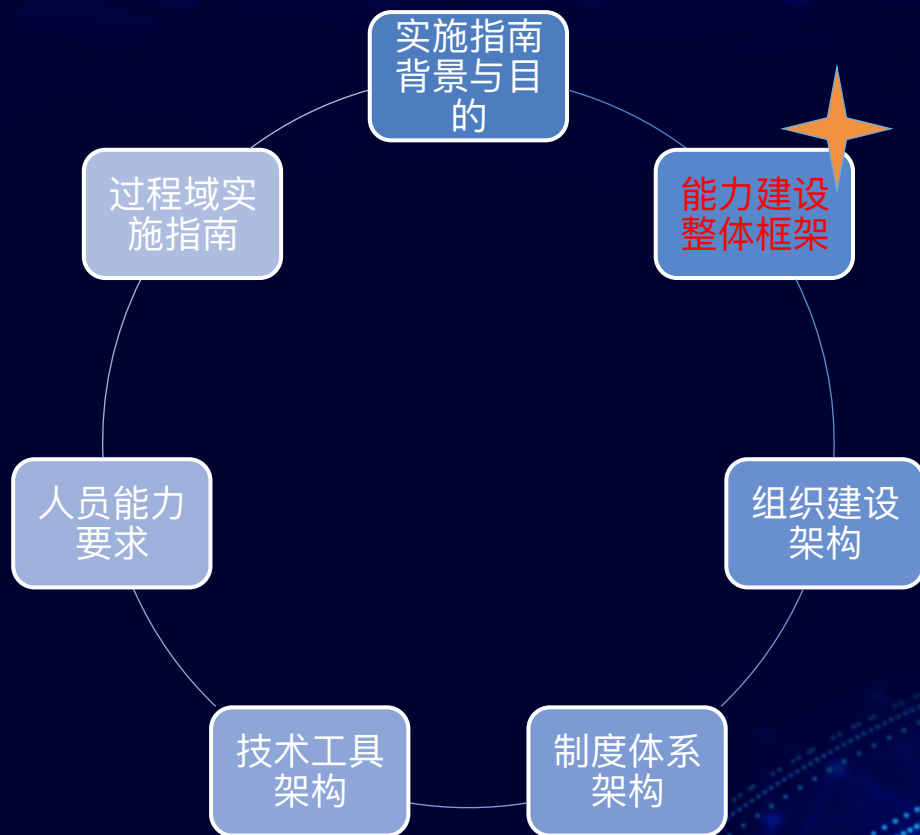 实施指南
背景与目
的
能力建设
整体框架
组织建设
架构
制度体系
架构
技术工具
架构
人员能力
要求
过程域实
施指南